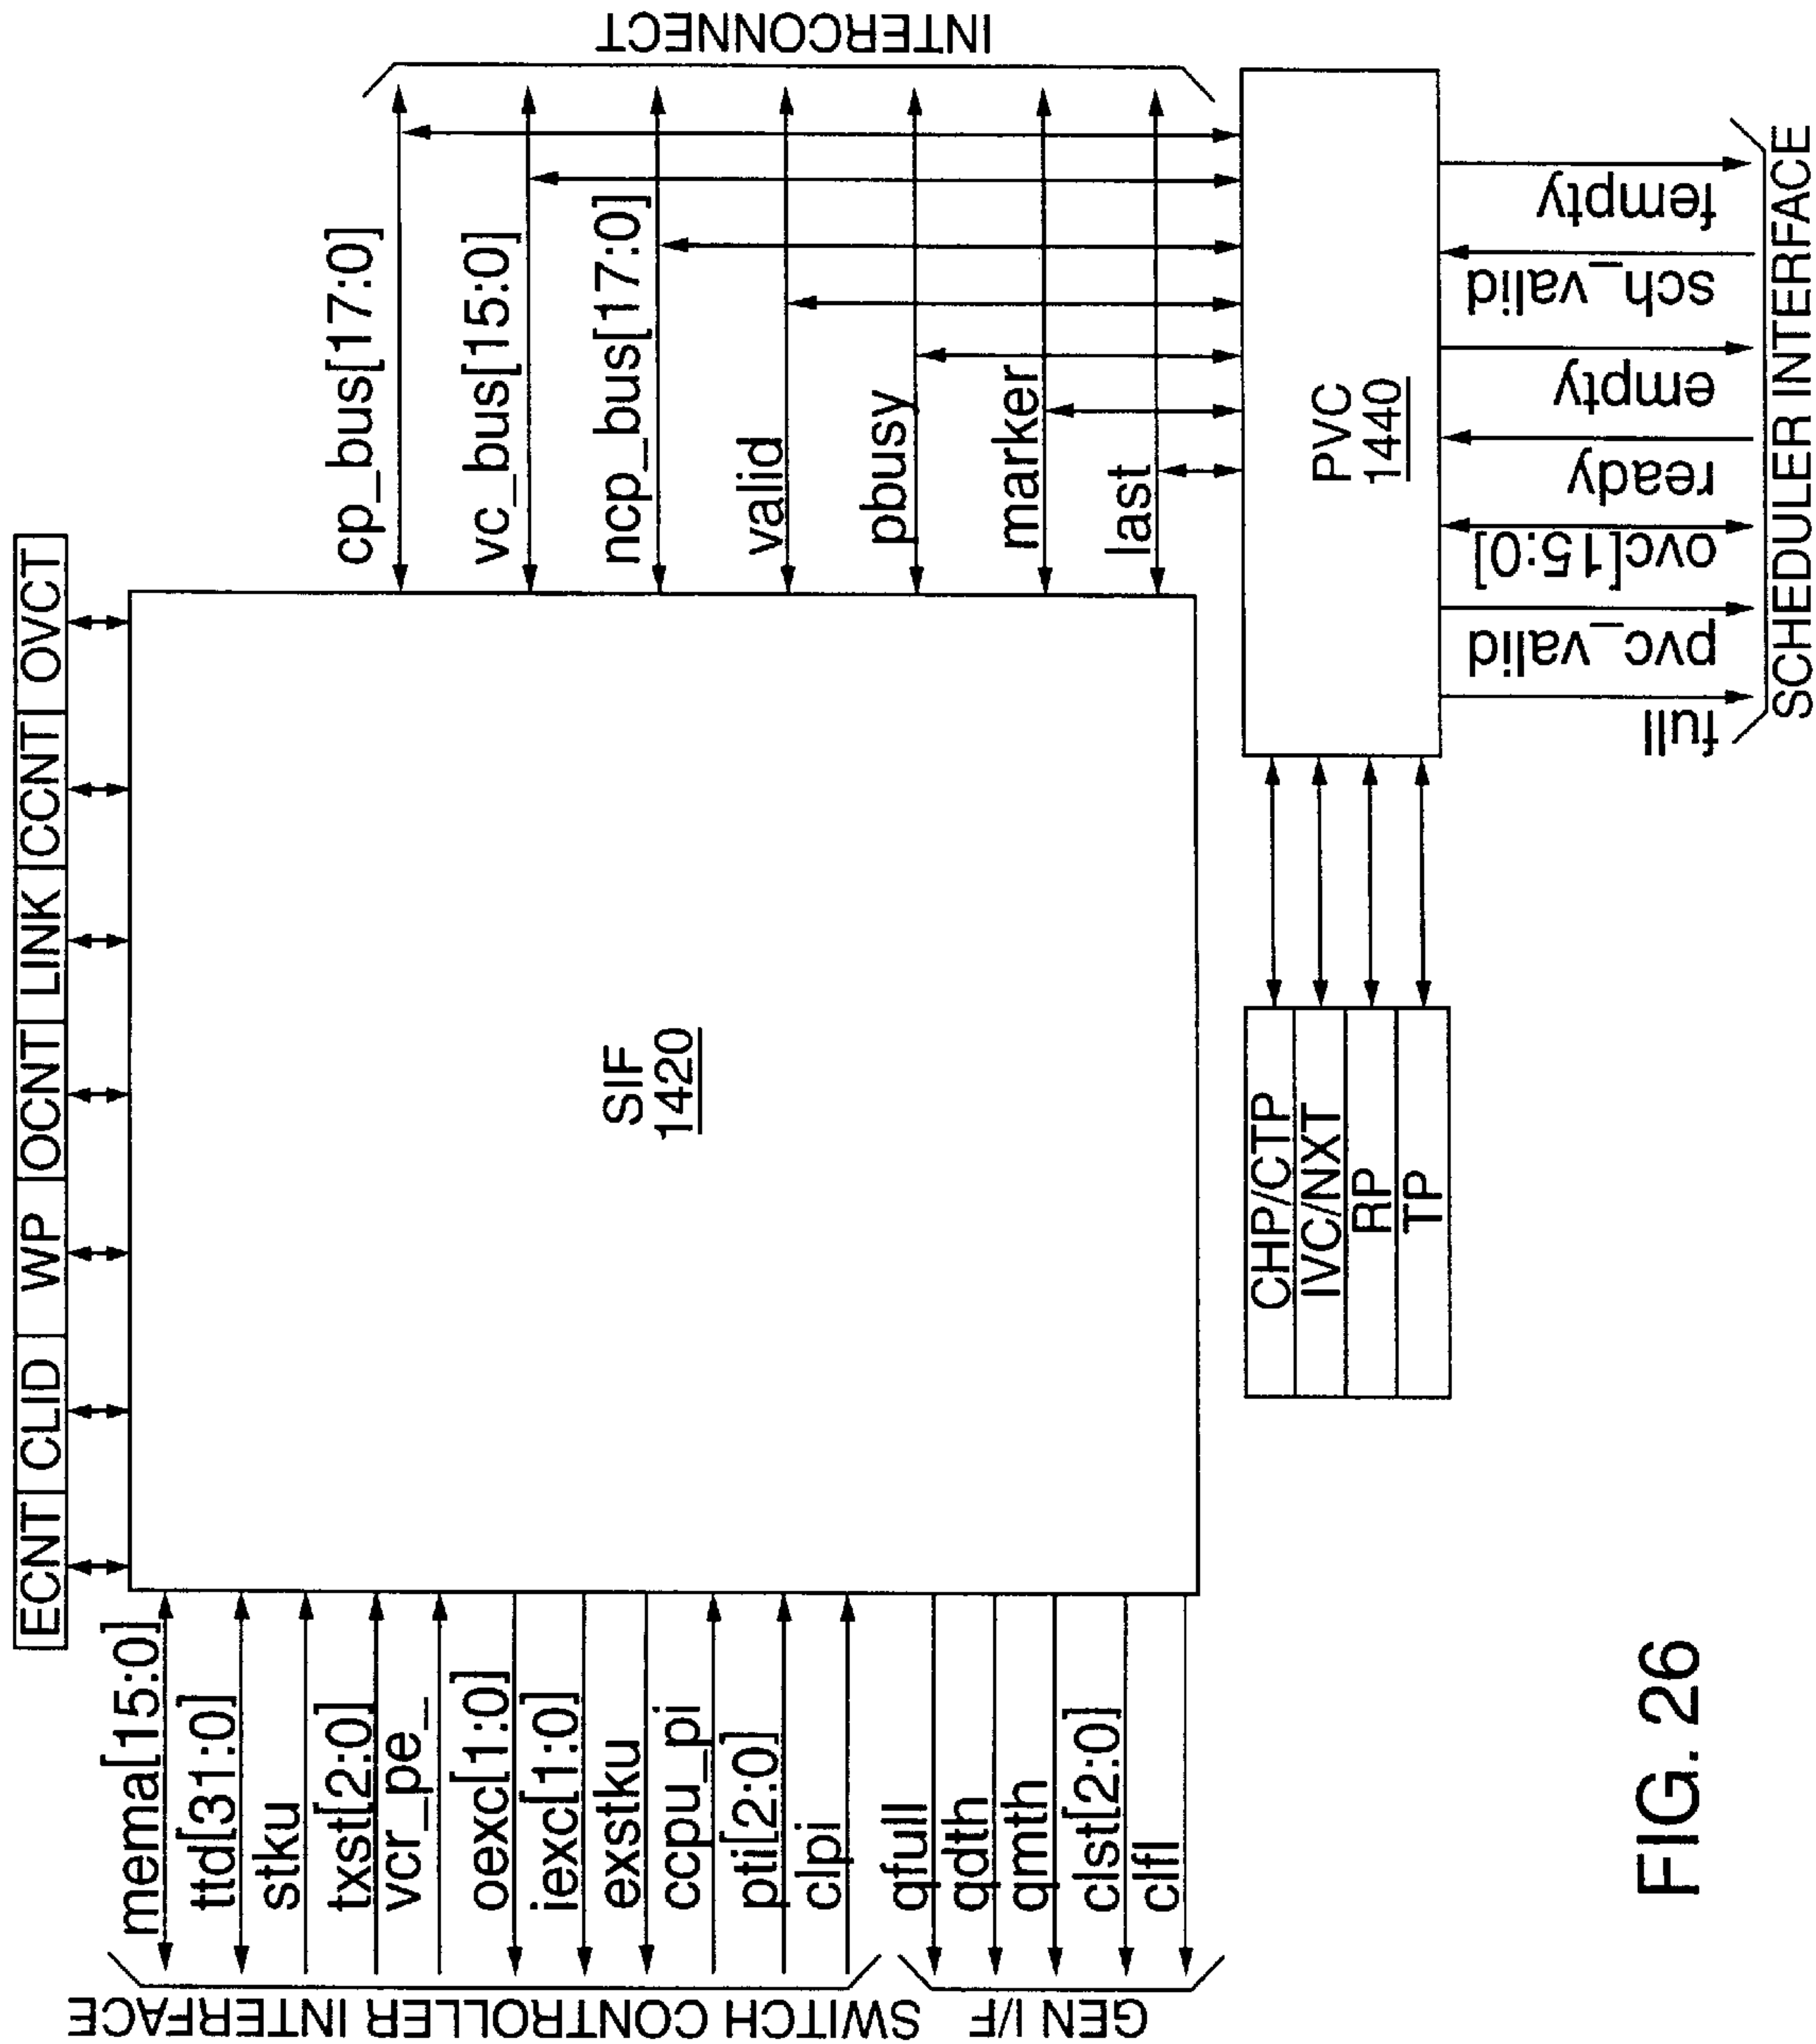 ECNT CLID WP OCNT LINK CCNT OVCT
SWITCH CONTROLLER INTERFACE
mema[15:0]
ttd[31:0]
stku
txst[2:0]
vcr_pe_
oexc[1:0]
iexc[1:0]
exstku
ccpu_pi
pti[2:0]
clpi
GEN I/F
qfull
qdth
qmth
clst[2:0]
clfl
SIF
1420
cp_bus[17:0]
vc_bus[15:0]
ncp_bus[17:0]
valid
pbusy
marker
last
INTERCONNECT
CHP/CTP
IVC/NXT
RP
TP
PVC
1440
full
pvc_valid
ovc[15:0]
ready
empty
sch_valid
fempty
SCHEDULER INTERFACE
FIG. 26